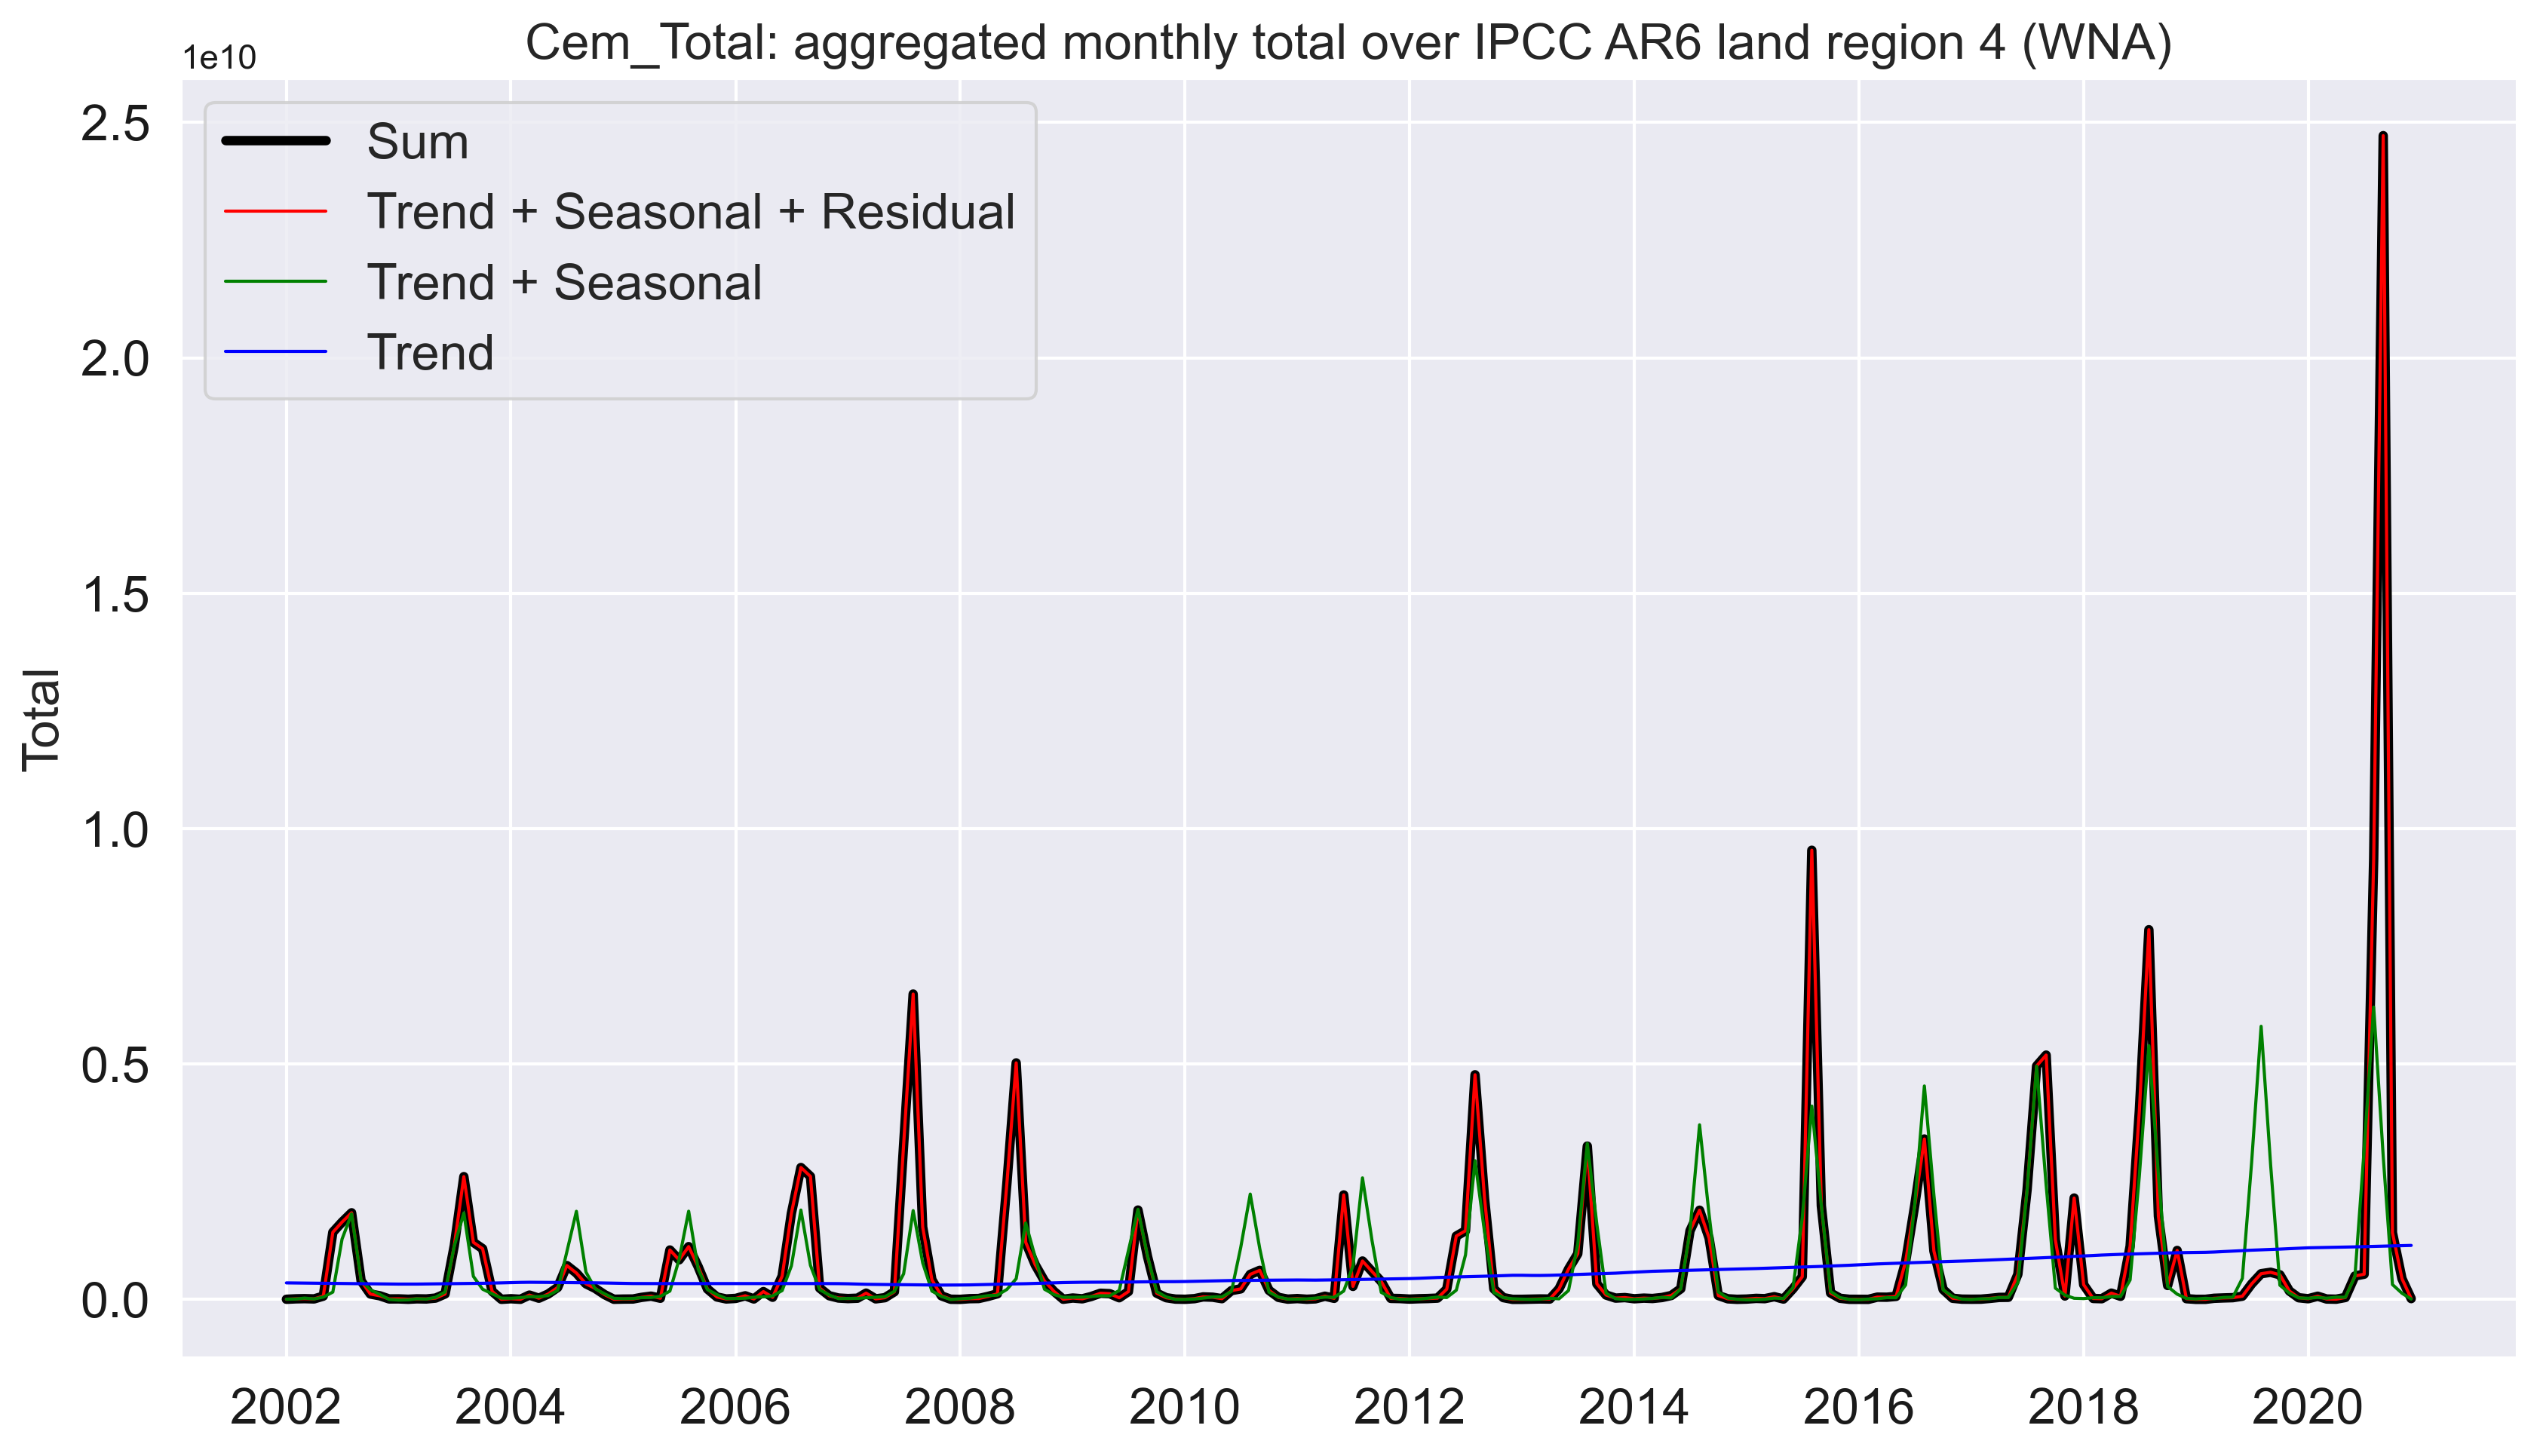 Cem_Total: aggregated monthly total over IPCC AR6 land region 4 (WNA)
1e10
Sum
Trend + Seasonal + Residual
Trend + Seasonal
Trend
2.5
2.0
1.5
1.0
0.5
0.0
Total
2002 2004 2006 2008 2010 2012 2014 2016 2018 2020